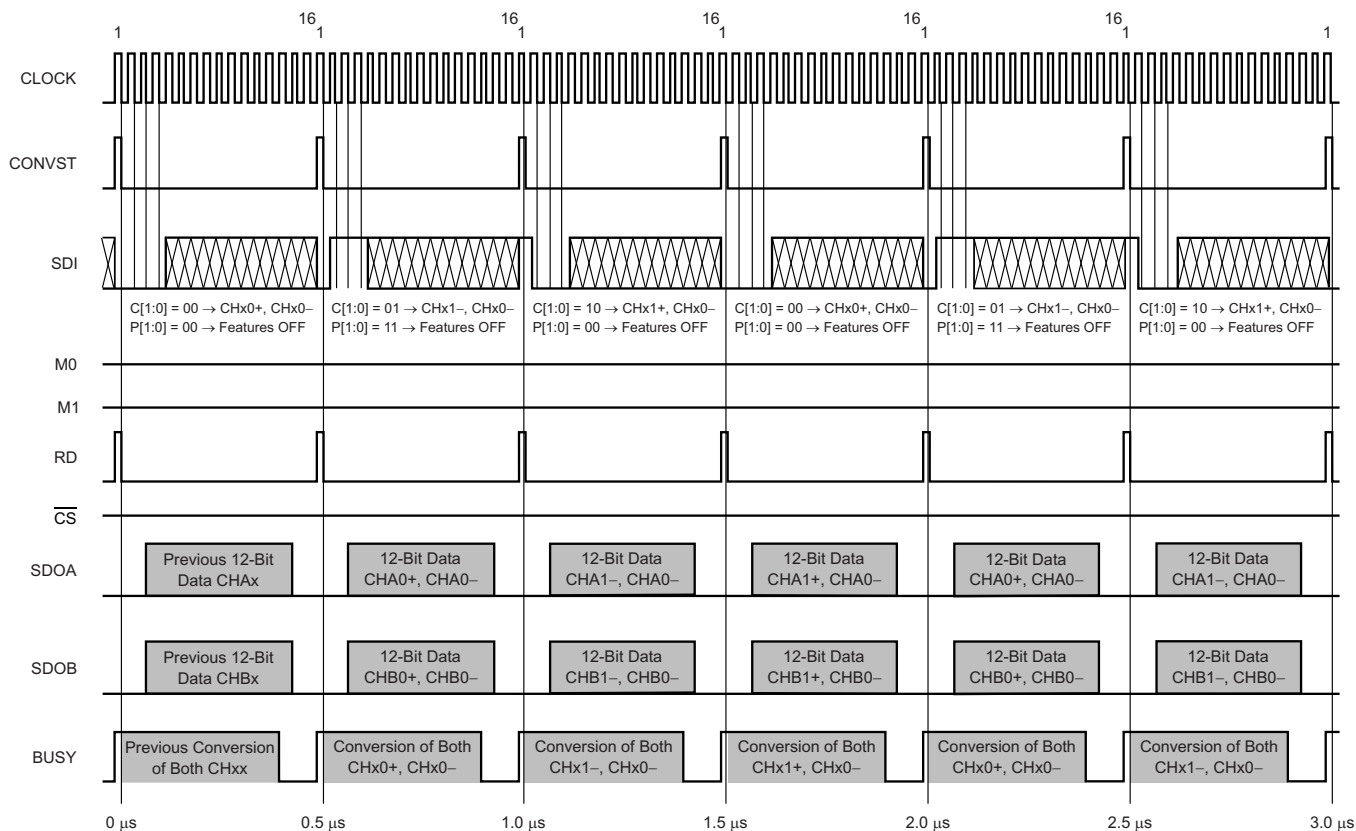 16 16 16 16 16
1 1 1 1 1 1 1
CLOCK
CONVST
SDI
C[1:0] = 00 → CHx0+, CHx0−
P[1:0] = 00 → Features OFF
C[1:0] = 01 → CHx1−, CHx0−
P[1:0] = 11 → Features OFF
C[1:0] = 10 → CHx1+, CHx0−
P[1:0] = 00 → Features OFF
C[1:0] = 00 → CHx0+, CHx0−
P[1:0] = 00 → Features OFF
C[1:0] = 01 → CHx1−, CHx0−
P[1:0] = 11 → Features OFF
C[1:0] = 10 → CHx1+, CHx0−
P[1:0] = 00 → Features OFF
M0
M1
RD
CS
SDOA
Previous 12-Bit
Data CHAx
12-Bit Data
CHA0+, CHA0−
12-Bit Data
CHA1−, CHA0−
12-Bit Data
CHA1+, CHA0−
12-Bit Data
CHA0+, CHA0−
12-Bit Data
CHA1−, CHA0−
SDOB
Previous 12-Bit
Data CHBx
12-Bit Data
CHB0+, CHB0−
12-Bit Data
CHB1−, CHB0−
12-Bit Data
CHB1+, CHB0−
12-Bit Data
CHB0+, CHB0−
12-Bit Data
CHB1−, CHB0−
BUSY
Previous Conversion
of Both CHxx
Conversion of Both
CHx0+, CHx0−
Conversion of Both
CHx1−, CHx0−
Conversion of Both
CHx1+, CHx0−
Conversion of Both
CHx0+, CHx0−
Conversion of Both
CHx1−, CHx0−
0 μs 0.5 μs 1.0 μs 1.5 μs 2.0 μs 2.5 μs 3.0 μs